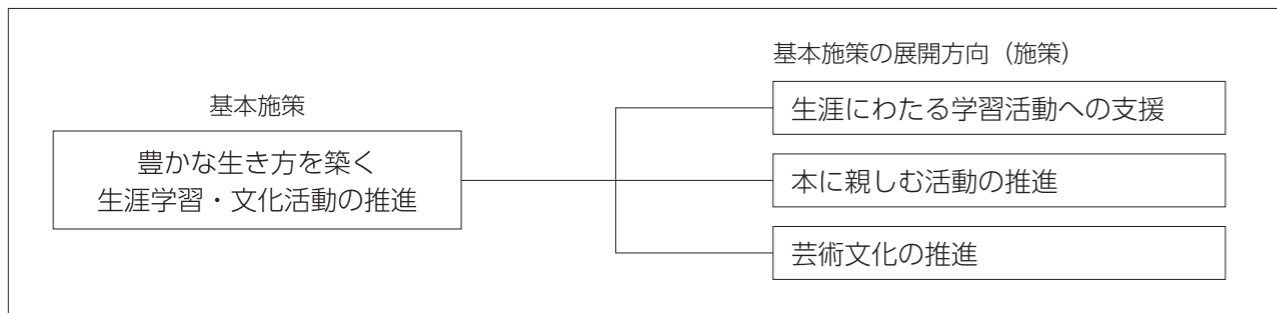 基本施策
豊かな生き方を築く
生涯学習・文化活動の推進
基本施策の展開方向（施策）
生涯にわたる学習活動への支援
本に親しむ活動の推進
芸術文化の推進